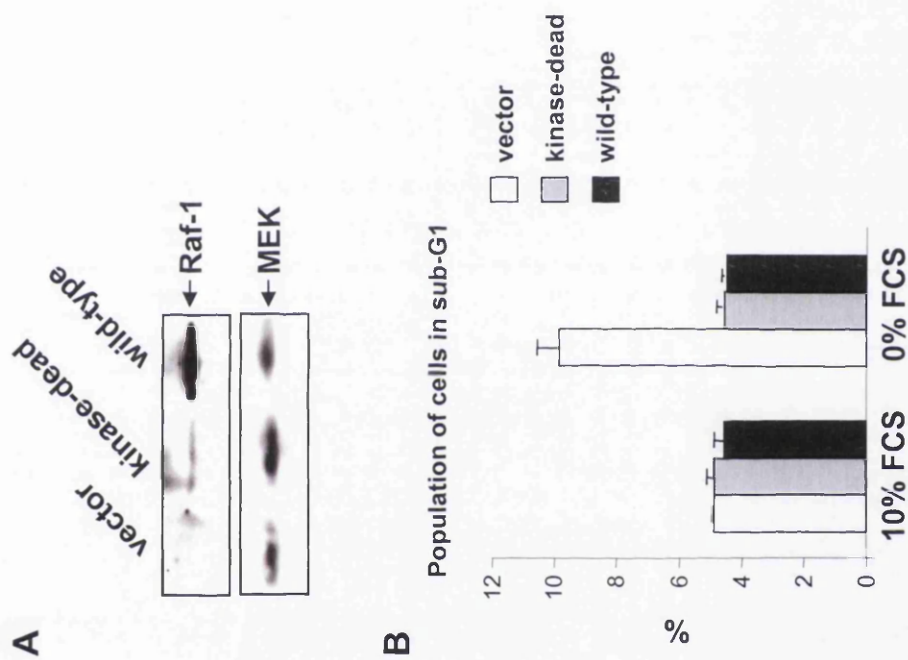 A
vector
kinase-dead
wild-type
Raf-1
MEK
B
Population of cells in sub-G1
vector
kinase-dead
wild-type
%
12
10
8
6
4
2
0
10% FCS
0% FCS